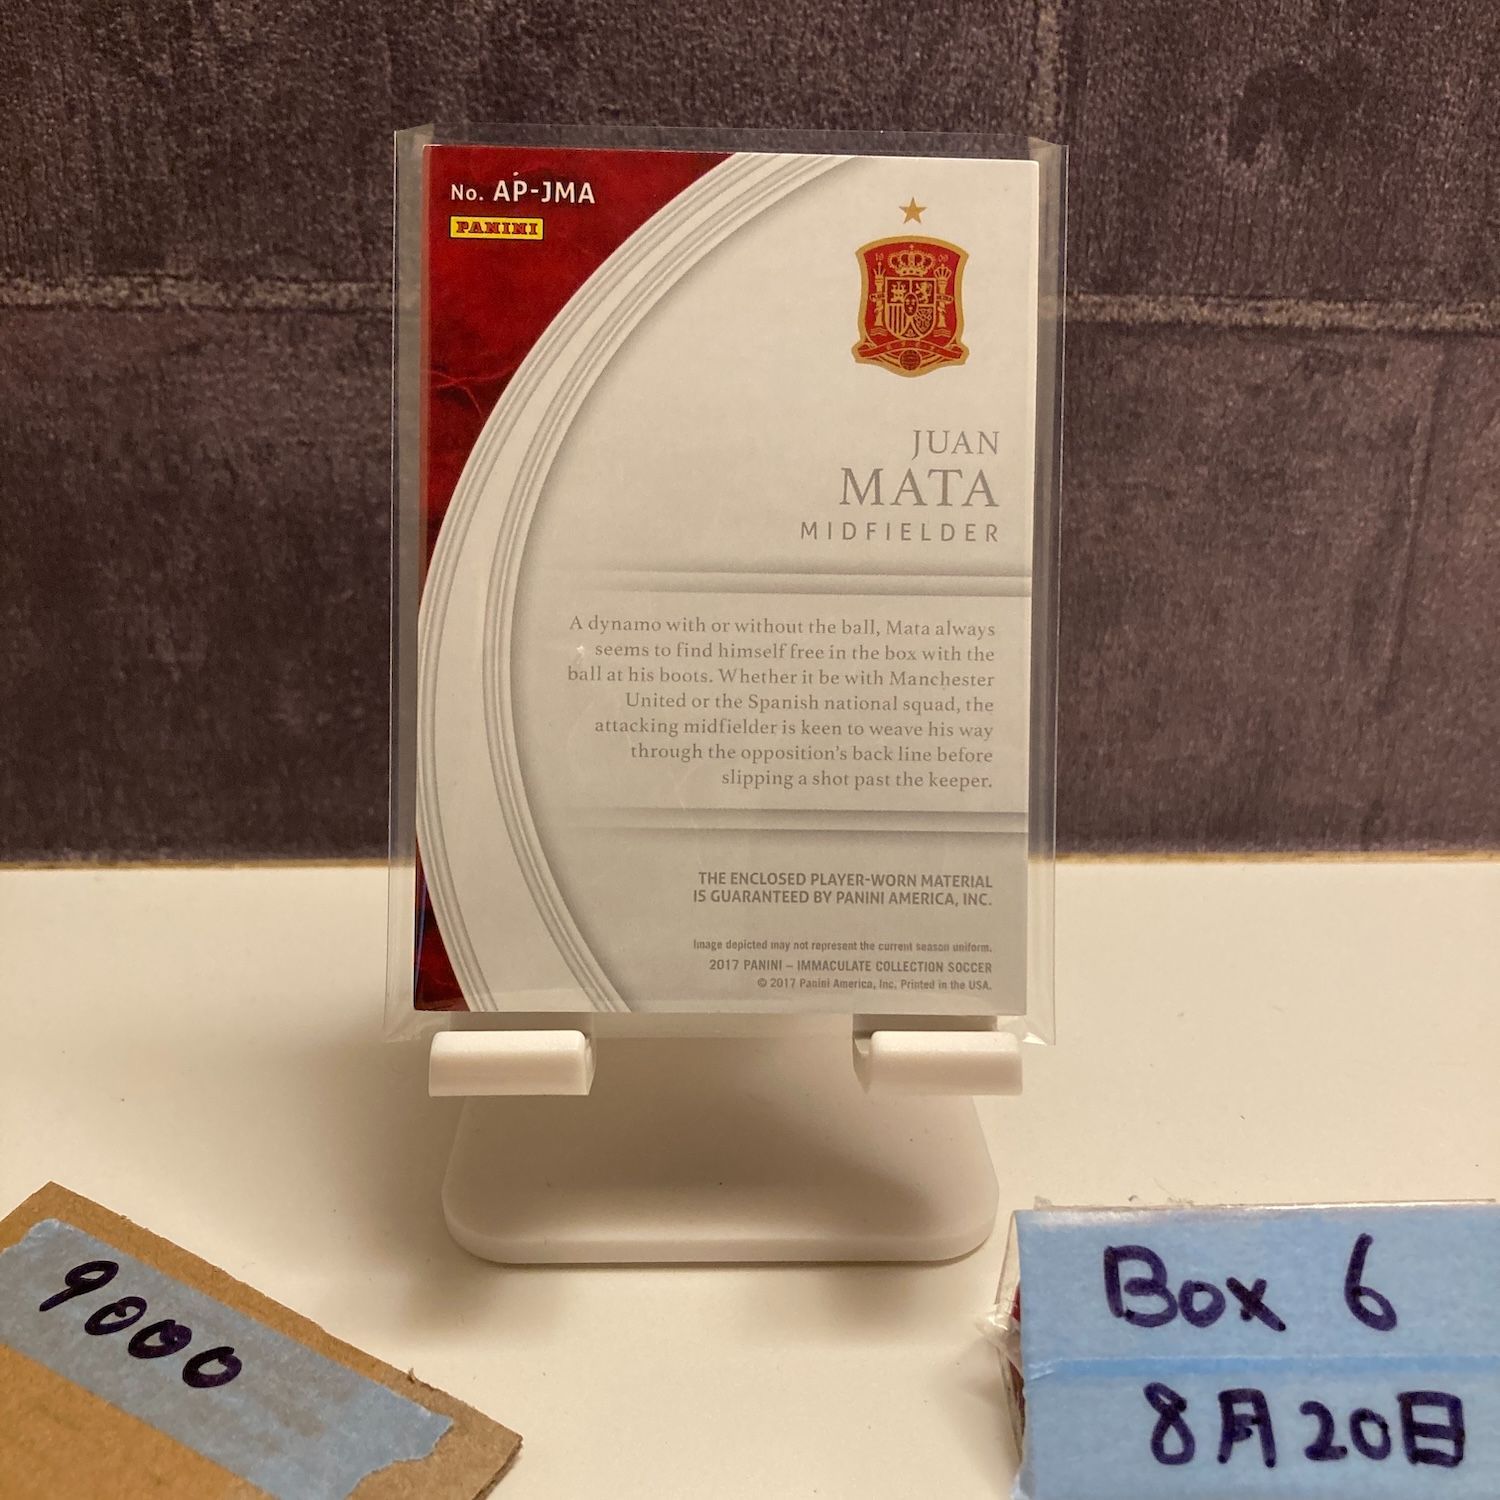 No. AP-JMA
PANINI
JUAN
MATA
MIDFIELDER
A dynamo with or without the ball, Mata always
seems to find himself free in the box with the
ball at his boots. Whether it be with Manchester
United or the Spanish national squad, the
attacking midfielder is keen to weave his way
through the opposition's back line before
slipping a shot past the keeper.
THE ENCLOSED PLAYER-WORN MATERIAL
IS GUARANTEED BY PANINI AMERICA, INC.
Image depicted may not represent the current season uniform.
2017 PANINI – IMMACULATE COLLECTION SOCCER
© 2017 Panini America, Inc. Printed in the USA.
9000
Box 6
8月20日